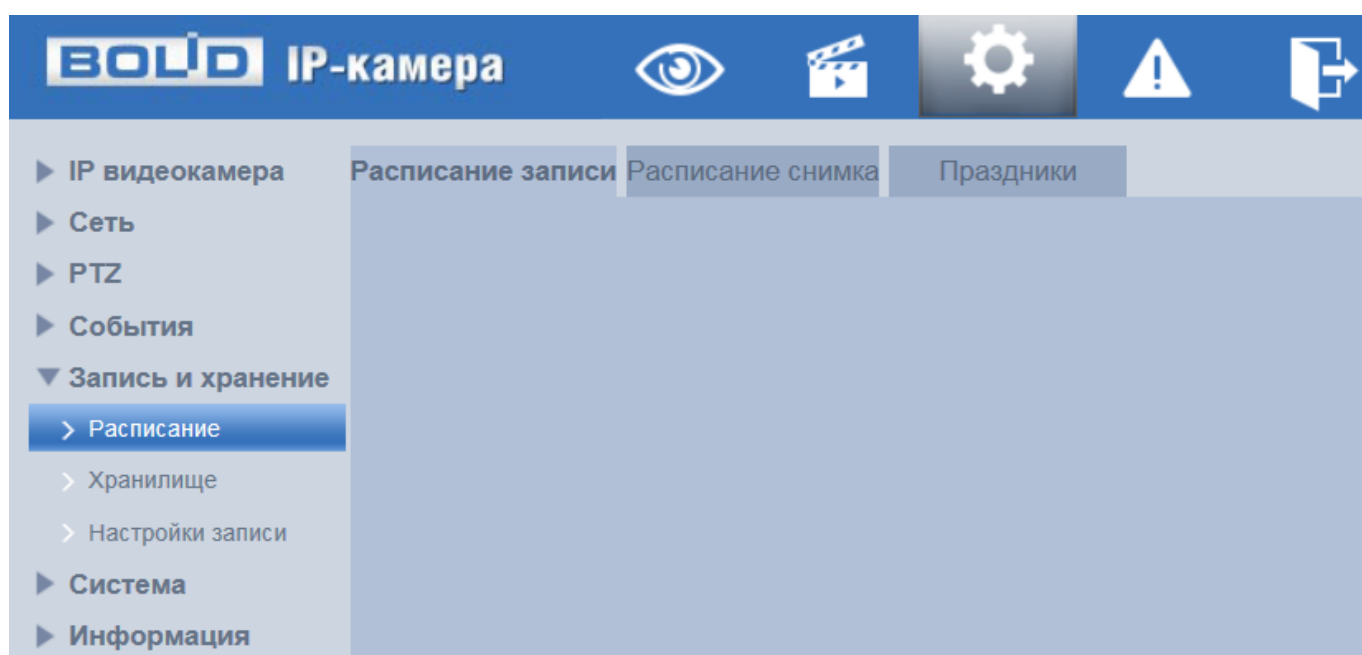 BOLID IP-камера
IP видеокамера
Сеть
PTZ
События
Запись и хранение
Расписание
Хранилище
Настройки записи
Система
Информация
Расписание записи Расписание снимка Праздники